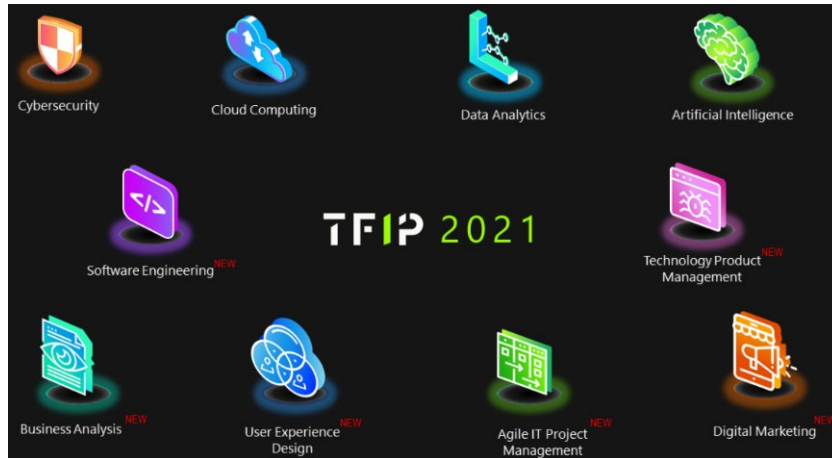 Cybersecurity
Cloud Computing
Data Analytics
Artificial Intelligence
</>
Software Engineering NEW
TFIP 2021
Technology Product NEW
Management
Business Analysis NEW
User Experience NEW
Design
Agile IT Project NEW
Management
Digital Marketing NEW